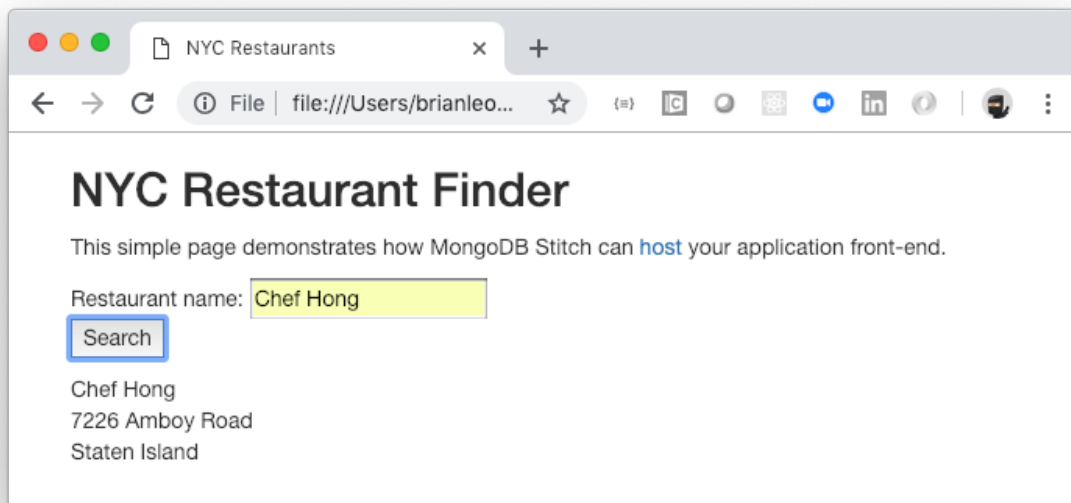 NYC Restaurants
File file:///Users/brianleo...
NYC Restaurant Finder
This simple page demonstrates how MongoDB Stitch can host your application front-end.
Restaurant name: Chef Hong
Search
Chef Hong
7226 Amboy Road
Staten Island